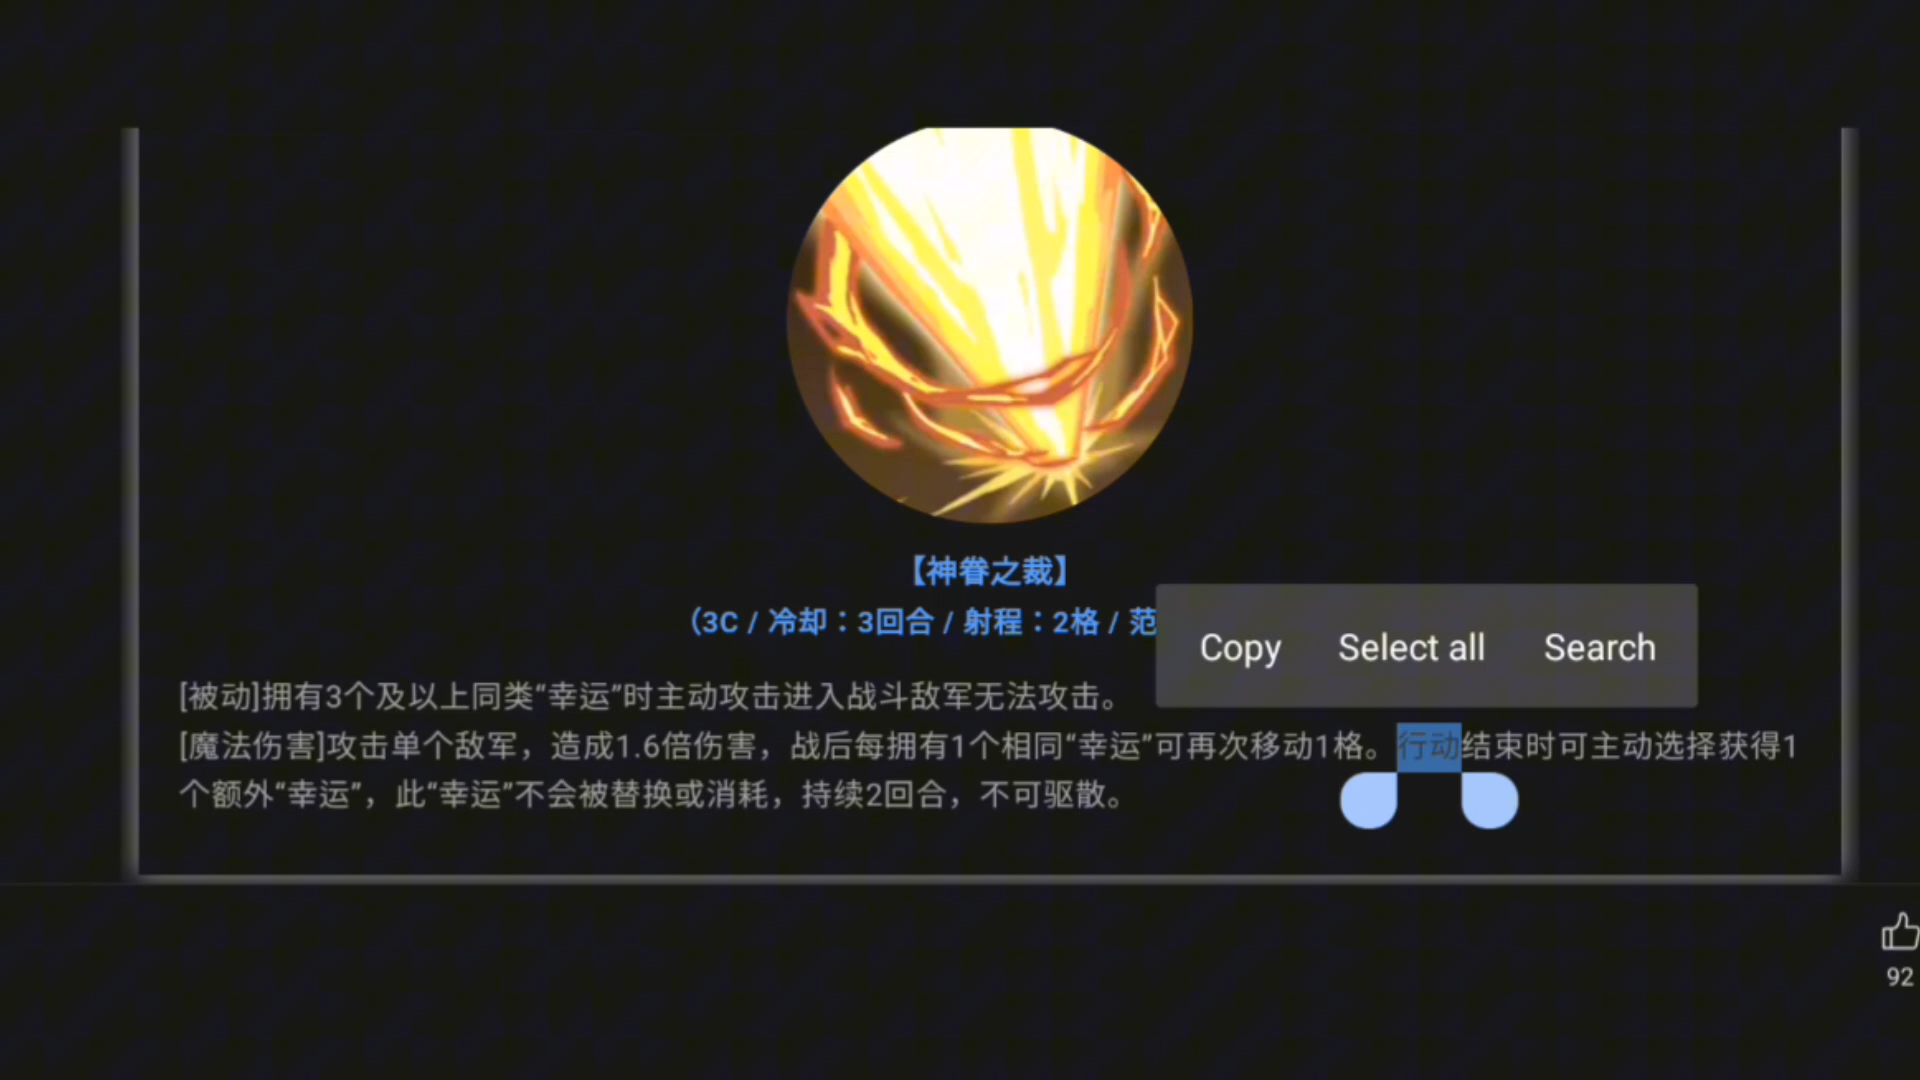 【神眷之裁】
（3C / 冷却：3回合 / 射程：2格 / 范
Copy Select all Search
[被动]拥有3个及以上同类“幸运”时主动攻击进入战斗敌军无法攻击。
[魔法伤害]攻击单个敌军，造成1.6倍伤害，战后每拥有1个相同“幸运”可再次移动1格。行动结束时可主动选择获得1
个额外“幸运”，此“幸运”不会被替换或消耗，持续2回合，不可驱散。
92